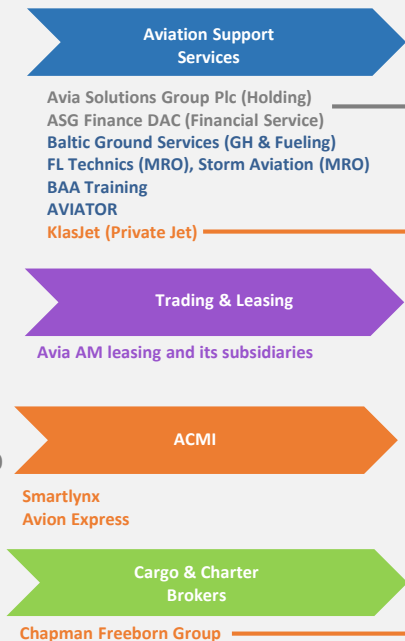 Aviation Support
Services
Avia Solutions Group Plc (Holding)
ASG Finance DAC (Financial Service)
Baltic Ground Services (GH & Fueling)
FL Technics (MRO), Storm Aviation (MRO)
BAA Training
AVIATOR
KlasJet (Private Jet)
Trading & Leasing
Avia AM leasing and its subsidiaries
ACMI
)
Smartlynx
Avion Express
Cargo & Charter
Brokers
Chapman Freeborn Group